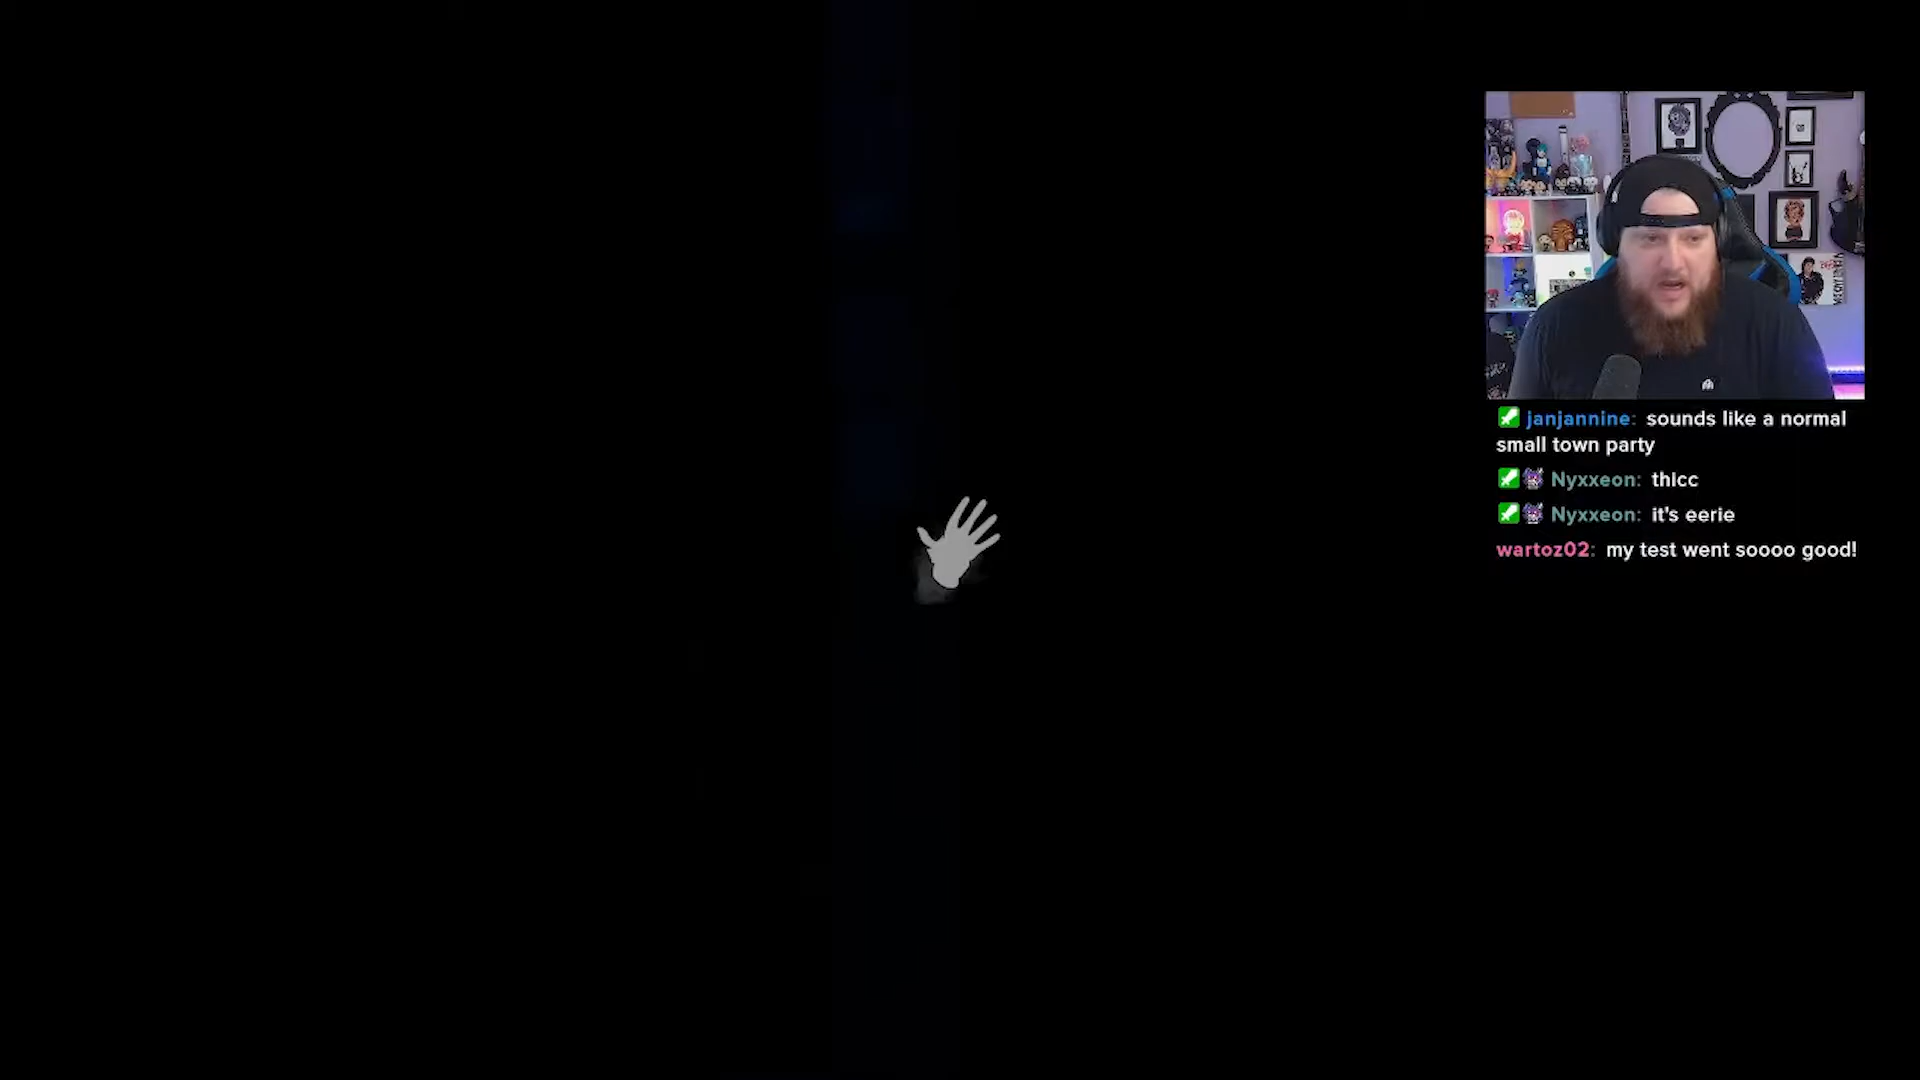 janjannine: sounds like a normal
small town party
Nyxxeon: thicc
Nyxxeon: it's eerie
wartoz02: my test went soooo good!